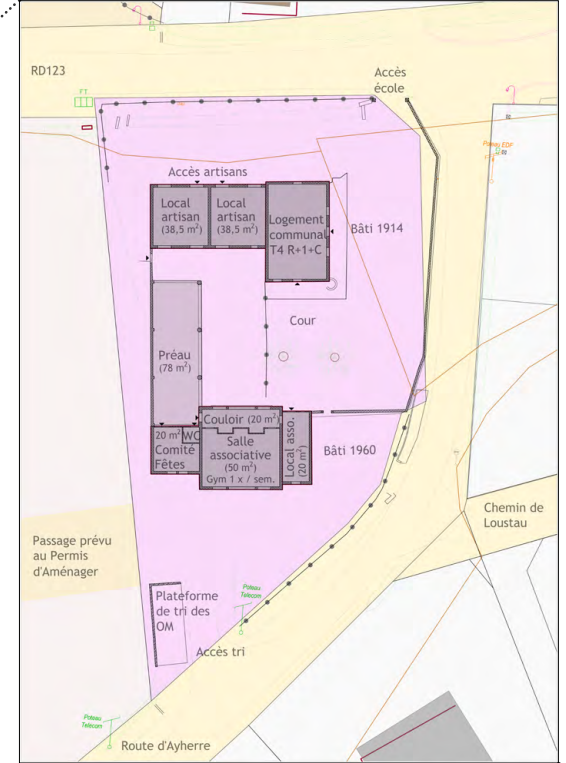 RD123
Accès
école
FT
Poteau EDF
Accès artisans
Local
artisan
(38,5 m²)
Local
artisan
(38,5 m²)
Logement
communal
T4 R+1+C
Bâti 1914
Cour
Préau
(78 m²)
Couloir (20 m²)
20 m²
WC
Comité
Fêtes
Salle
associative
(50 m²)
Gym 1 x / sem.
Local asso.
(20 m²)
Bâti 1960
Chemin de
Loustau
Passage prévu
au Permis
d'Aménager
Plateforme
de tri des
OM
Poteau
Telecom
Accès tri
Poteau
Telecom
Route d'Ayherre